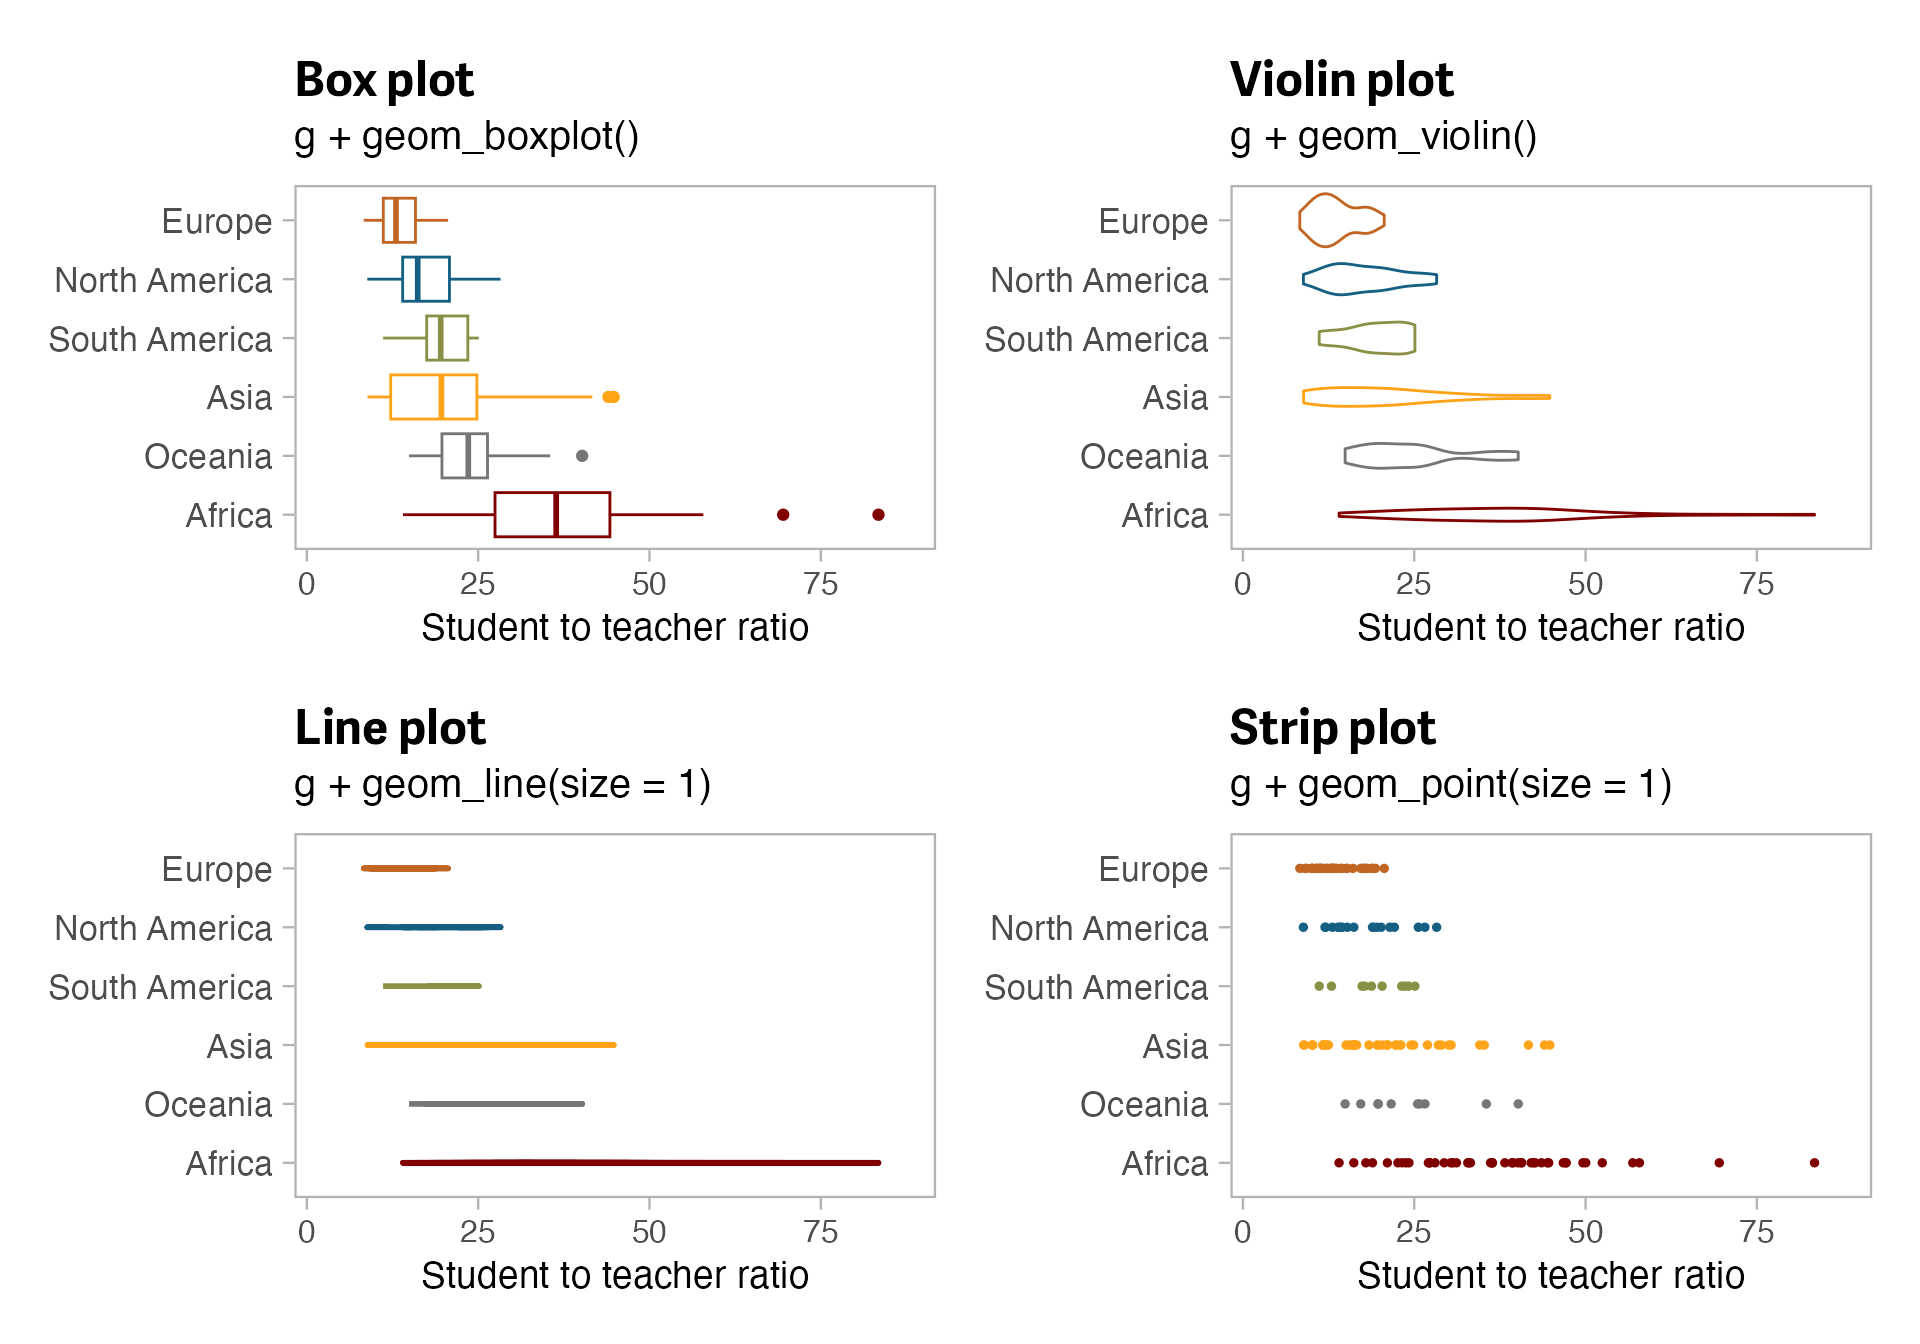 Box plot
g + geom_boxplot()
Europe
North America
South America
Asia
Oceania
Africa
0 25 50 75
Student to teacher ratio
Violin plot
g + geom_violin()
Europe
North America
South America
Asia
Oceania
Africa
0 25 50 75
Student to teacher ratio
Line plot
g + geom_line(size = 1)
Europe
North America
South America
Asia
Oceania
Africa
0 25 50 75
Student to teacher ratio
Strip plot
g + geom_point(size = 1)
Europe
North America
South America
Asia
Oceania
Africa
0 25 50 75
Student to teacher ratio